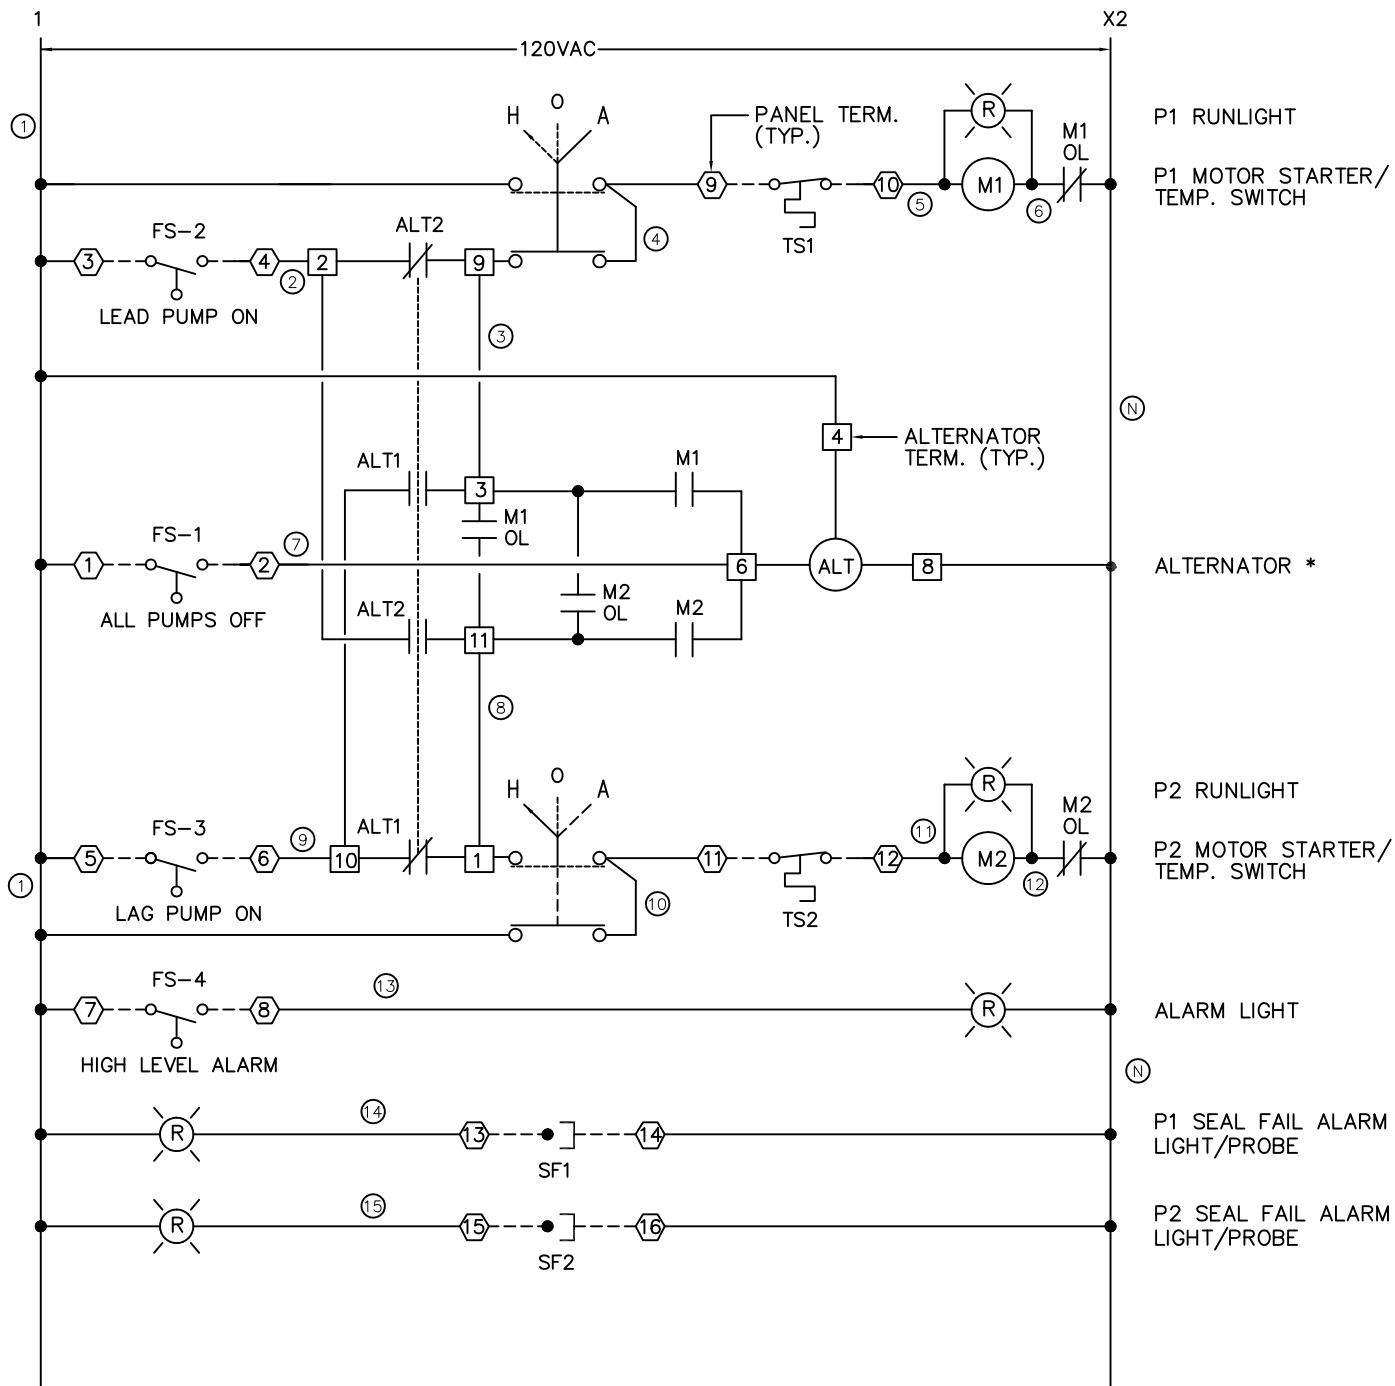 1 X2
120VAC
H O A
PANEL TERM.
(TYP.)
R
M1
OL
P1 RUNLIGHT
1
9 10 M1
P1 MOTOR STARTER/
TEMP. SWITCH
5 6
TS1
FS-2
ALT2
4
3 4 2 9
2
LEAD PUMP ON
3
N
4
ALTERNATOR
TERM. (TYP.)
ALT1
M1
3
M1
OL
FS-1
7
1 2 6 ALT 8
ALTERNATOR *
ALL PUMPS OFF
ALT2
M2
OL
M2
11
8
H O A
R
P2 RUNLIGHT
M2
OL
FS-3
9
ALT1
11
5 6 10 1 11 12 M2
P2 MOTOR STARTER/
TEMP. SWITCH
12
1
LAG PUMP ON
10
TS2
FS-4
13
7 8 R
ALARM LIGHT
HIGH LEVEL ALARM
N
14
R 13 14
P1 SEAL FAIL ALARM
LIGHT/PROBE
SF1
15
R 15 16
P2 SEAL FAIL ALARM
LIGHT/PROBE
SF2